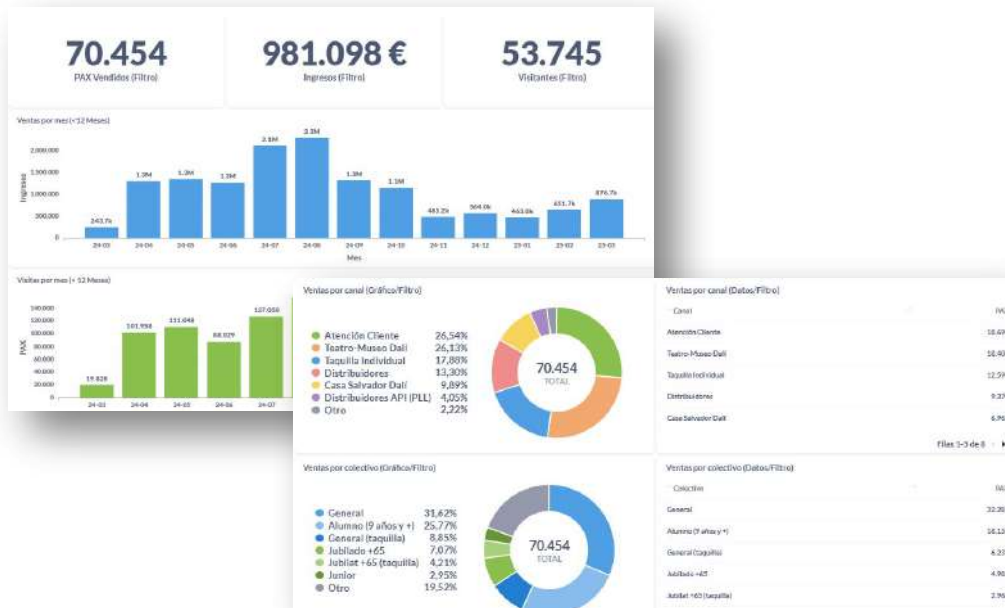 70.454
PAX Vendidos (Filtro)
981.098 €
Ingresos (Filtro)
53.745
Visitantes (Filtro)
Ventas por mes (<12 Meses)
Ingresos
2,000,000
1,500,000
1,000,000
500,000
0
243.7k
1.3M
1.3M
1.3M
2.1M
2.3M
1.3M
1.1M
483.2k
463.0k
651.7k
876.7k
24-03
24-04
24-05
24-06
24-07
24-08
24-09
24-10
24-11
24-12
25-01
25-02
25-03
Mes
Visitas por mes (< 12 Meses)
PAX
140.000
120.000
100.000
80.000
60.000
40.000
20.000
0
19.828
111.048
24-03
24-04
24-05
24-06
24-07
Ventas por canal (Gráfico/Filtro)
Atención Cliente 26,54%
Teatro-Museo Dalí 26,13%
Taquilla Individual 17,88%
Distribuidores 13,30%
Casa Salvador Dalí 9,89%
Distribuidores API (PLL) 4,05%
Otro 2,22%
70.454
TOTAL
Ventas por canal (Datos/Filtro)
Canal
Atención Cliente
Teatro-Museo Dalí
Taquilla Individual
Distribuidores
Casa Salvador Dalí
Filas 1-5 de 8
Ventas por colectivo (Gráfico/Filtro)
General 31,62%
Alumno (9 años y +) 25,77%
General (taquilla) 8,85%
Jubilado +65 7,07%
Jubilat +65 (taquilla) 4,21%
Junior 2,95%
Otro 19,52%
70.454
TOTAL
Ventas por colectivo (Datos/Filtro)
Colectivo
General
Alumno (9 años y +)
General (taquilla)
Jubilado +65
Jubilat +65 (taquilla)